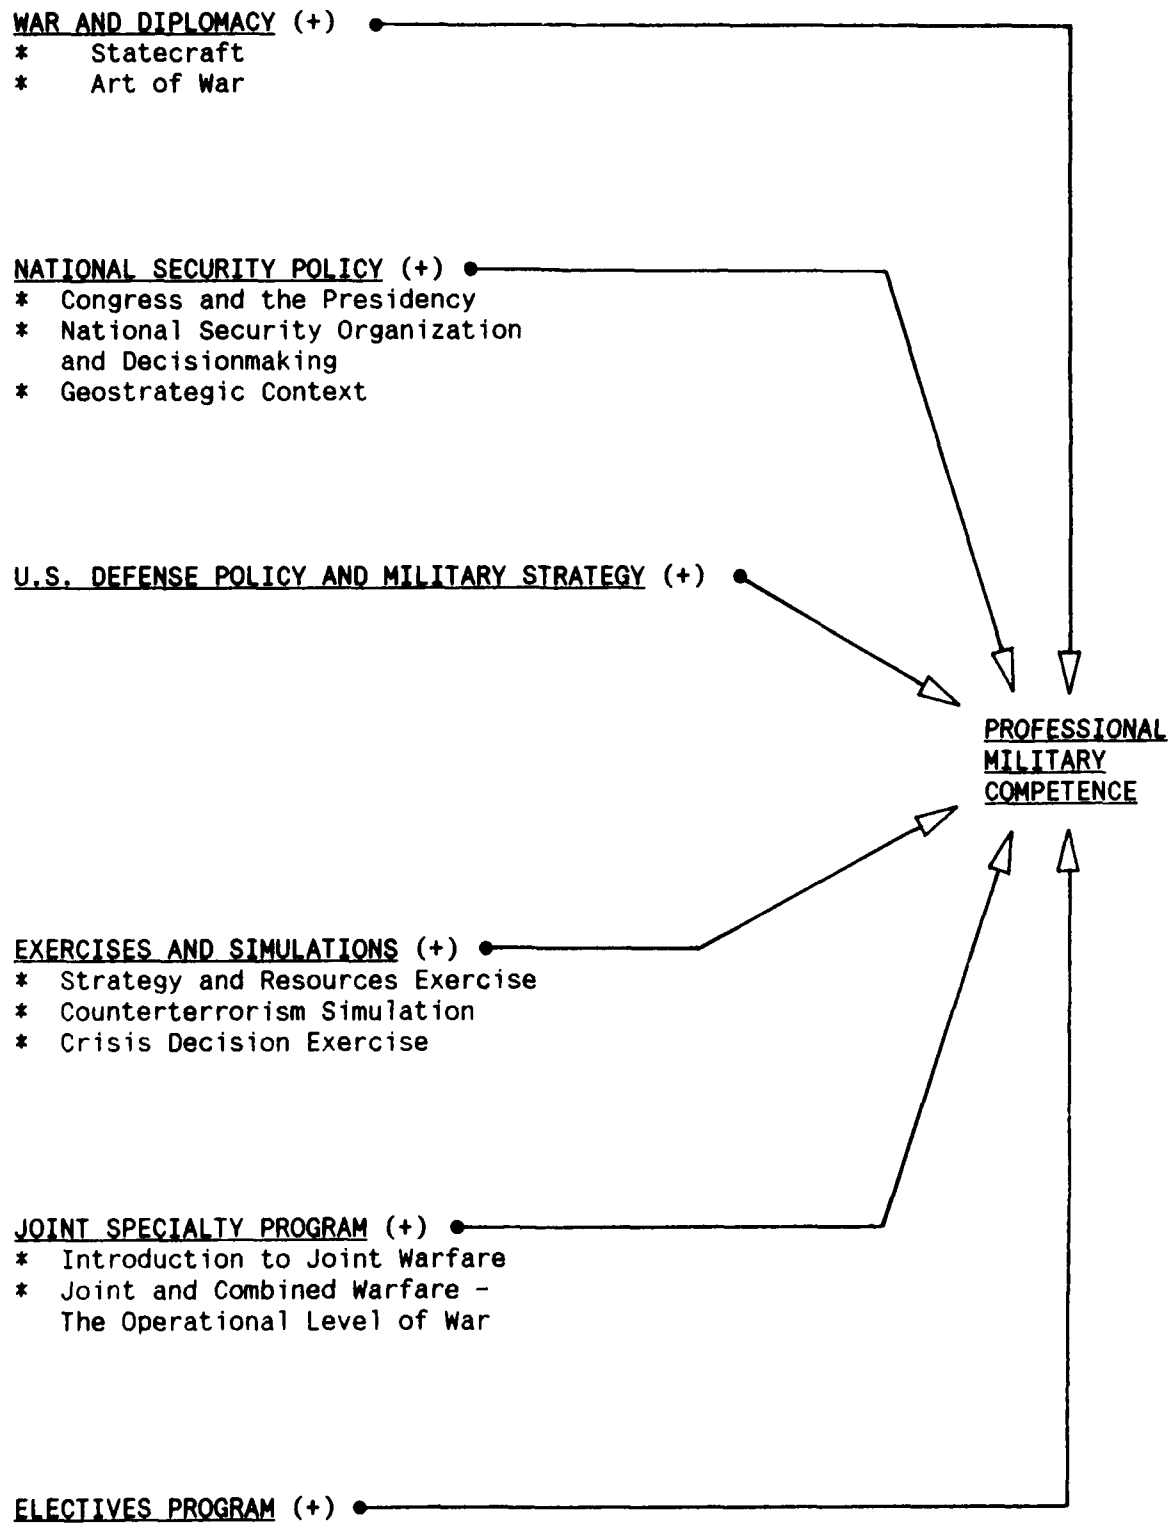 WAR AND DIPLOMACY (+)
* Statecraft
* Art of War
NATIONAL SECURITY POLICY (+)
* Congress and the Presidency
* National Security Organization
and Decisionmaking
* Geostrategic Context
U.S. DEFENSE POLICY AND MILITARY STRATEGY (+)
PROFESSIONAL
MILITARY
COMPETENCE
EXERCISES AND SIMULATIONS (+)
* Strategy and Resources Exercise
* Counterterrorism Simulation
* Crisis Decision Exercise
JOINT SPECIALTY PROGRAM (+)
* Introduction to Joint Warfare
* Joint and Combined Warfare -
The Operational Level of War
ELECTIVES PROGRAM (+)